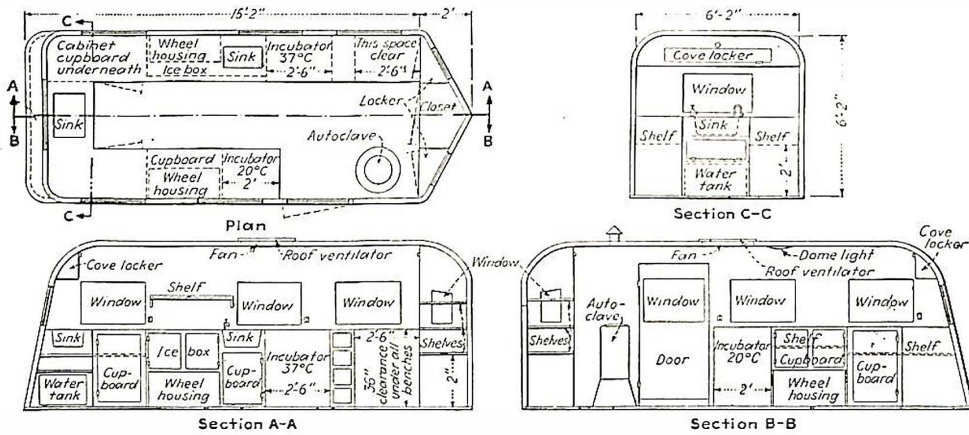 15'-2"
2'
C
Cabinet
cupboard
underneath
Wheel
housing
Ice box
Sink
Incubator
37°C
2'-6"
This space
clear
2'-6"
A
B
Sink
Locker
Closet
A
B
Autoclave
Cupboard
Wheel
housing
Incubator
20°C
2'
C
Plan
6'-2"
Cove locker
Window
Sink
Shelf
Shelf
Water
tank
2'
6'-2"
Section C-C
Fan
Roof ventilator
Cove locker
Window
Shelf
Window
Window
Window
Sink
Cup-
board
Ice box
Sink
Cup-
board
Incubator
37°C
2'-6"
2'-6"
36"
clearance
under all
benches
Shelves
2"
Water
tank
Wheel
housing
Section A-A
Fan
Dome light
Roof ventilator
Cove
locker
Auto-
clave
Window
Window
Window
Shelves
Door
Incubator
20°C
2'
Shelf
Cupboard
Wheel
housing
Cup-
board
Shelf
Section B-B